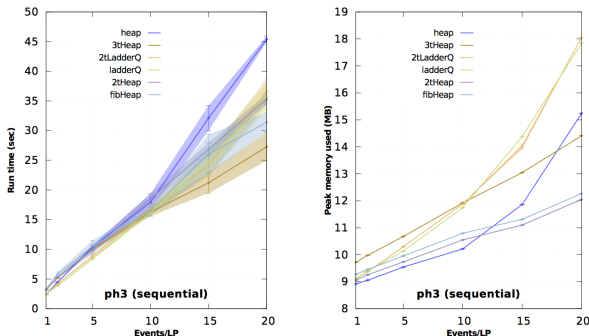 50
45
40
35
30
25
20
15
10
5
0
Run time (sec)
heap
3tHeap
2tLadderQ
ladderQ
2tHeap
fibHeap
ph3 (sequential)
1 5 10 15 20
Events/LP
19
18
17
16
15
14
13
12
11
10
9
8
Peak memory used (MB)
heap
3tHeap
2tLadderQ
ladderQ
2tHeap
fibHeap
ph3 (sequential)
1 5 10 15 20
Events/LP